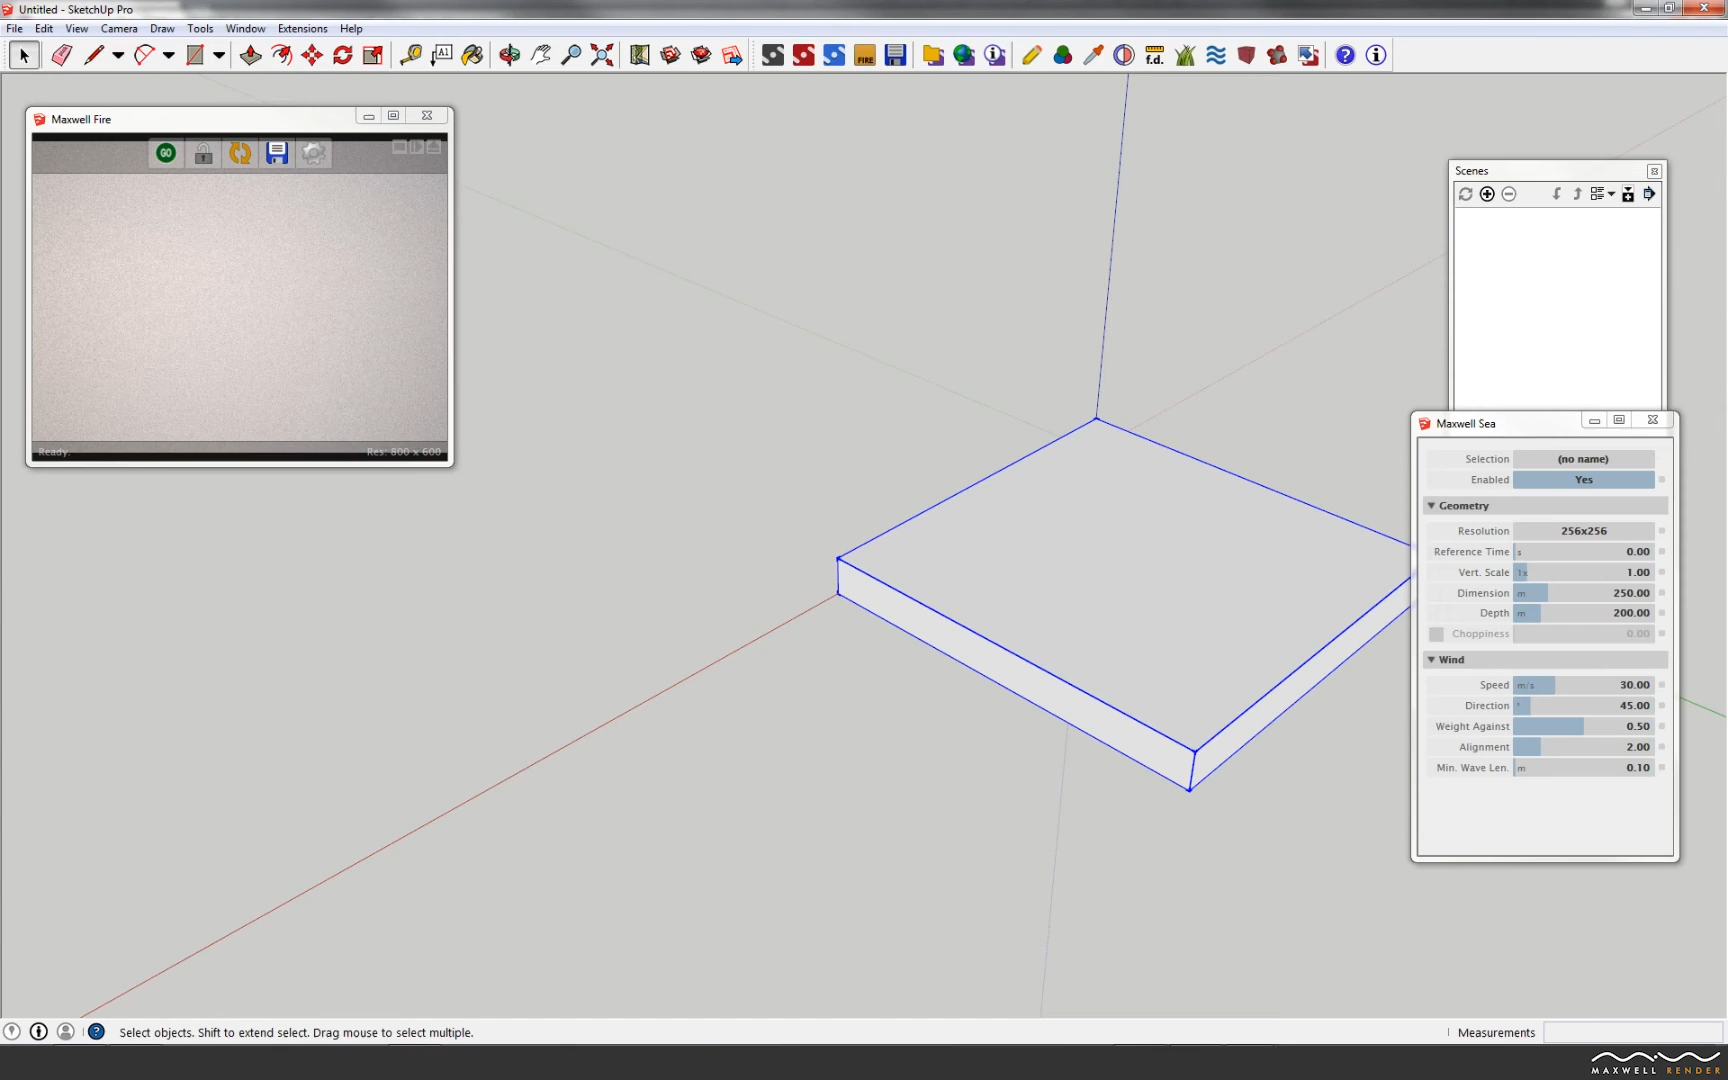 Untitled - SketchUp Pro
File Edit View Camera Draw Tools Window Extensions Help
A1 FIRE f.d.
Maxwell Fire
GO
Ready. Res: 800 x 600
Scenes
Maxwell Sea
Selection (no name)
Enabled Yes
Geometry
Resolution 256x256
Reference Time s 0.00
Vert. Scale 1x 1.00
Dimension m 250.00
Depth m 200.00
Choppiness 0.00
Wind
Speed m/s 30.00
Direction ° 45.00
Weight Against 0.50
Alignment 2.00
Min. Wave Len. m 0.10
Select objects. Shift to extend select. Drag mouse to select multiple.
Measurements
MAXWELL RENDER